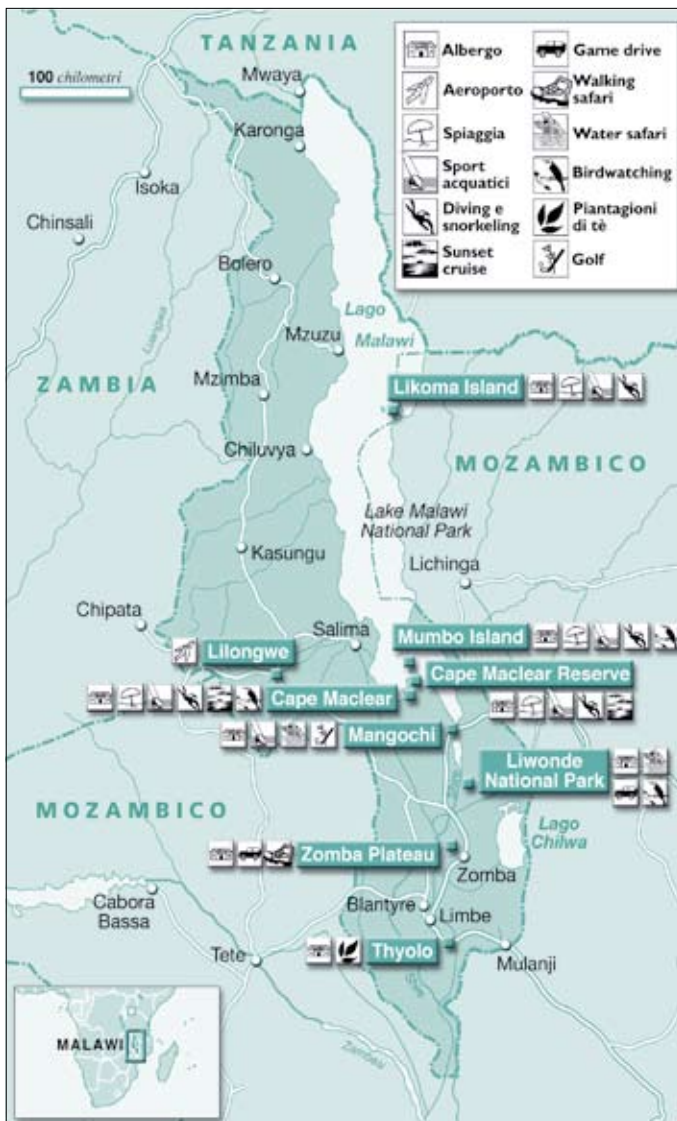 TANZANIA
100 chilometri
Mwaya
Karonga
Isoka
Chinsali
Bolero
Luangwa
Lago
Malawi
Mzuzu
ZAMBIA
Mzimba
Likoma Island
Chiluvya
MOZAMBICO
Lake Malawi
National Park
Kasungu
Lichinga
Chipata
Salima
Mumbo Island
Lilongwe
Cape Maclear Reserve
Cape Maclear
Mangochi
Liwonde
National Park
MOZAMBICO
Lago
Chilwa
Zomba Plateau
Zomba
Cabora
Bassa
Blantyre
Limbe
Thyolo
Tete
Mulanji
Zambesi
MALAWI
Albergo
Aeroporto
Spiaggia
Sport
acquatici
Diving e
snorkeling
Sunset
cruise
Game drive
Walking
safari
Water safari
Birdwatching
Piantagioni
di tè
Golf